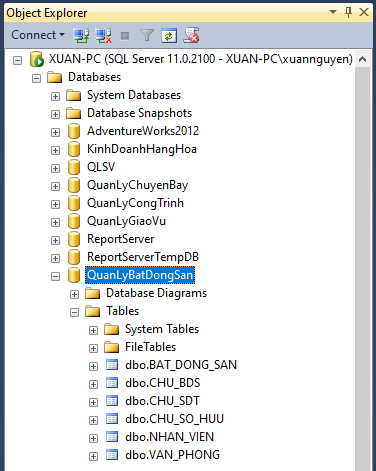 Object Explorer
Connect
XUAN-PC (SQL Server 11.0.2100 - XUAN-PC\xuannguyen)
Databases
System Databases
Database Snapshots
AdventureWorks2012
KinhDoanhHangHoa
QLSV
QuanLyChuyenBay
QuanLyCongTrinh
QuanLyGiaoVu
ReportServer
ReportServerTempDB
QuanLyBatDongSan
Database Diagrams
Tables
System Tables
FileTables
dbo.BAT_DONG_SAN
dbo.CHU_BDS
dbo.CHU_SDT
dbo.CHU_SO_HUU
dbo.NHAN_VIEN
dbo.VAN_PHONG